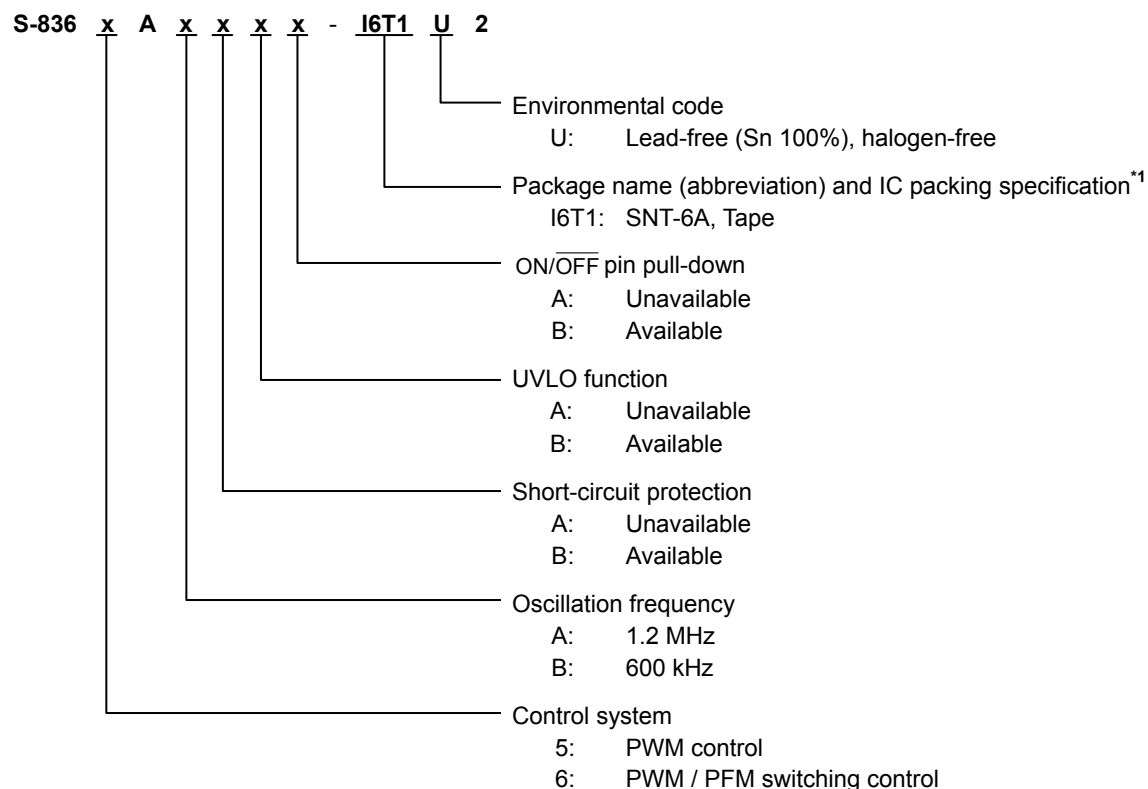 S-836 x A x x x x - I6T1 U 2
Environmental code
U: Lead-free (Sn 100%), halogen-free
Package name (abbreviation) and IC packing specification*1
I6T1: SNT-6A, Tape
ON/OFF pin pull-down
A: Unavailable
B: Available
UVLO function
A: Unavailable
B: Available
Short-circuit protection
A: Unavailable
B: Available
Oscillation frequency
A: 1.2 MHz
B: 600 kHz
Control system
5: PWM control
6: PWM / PFM switching control